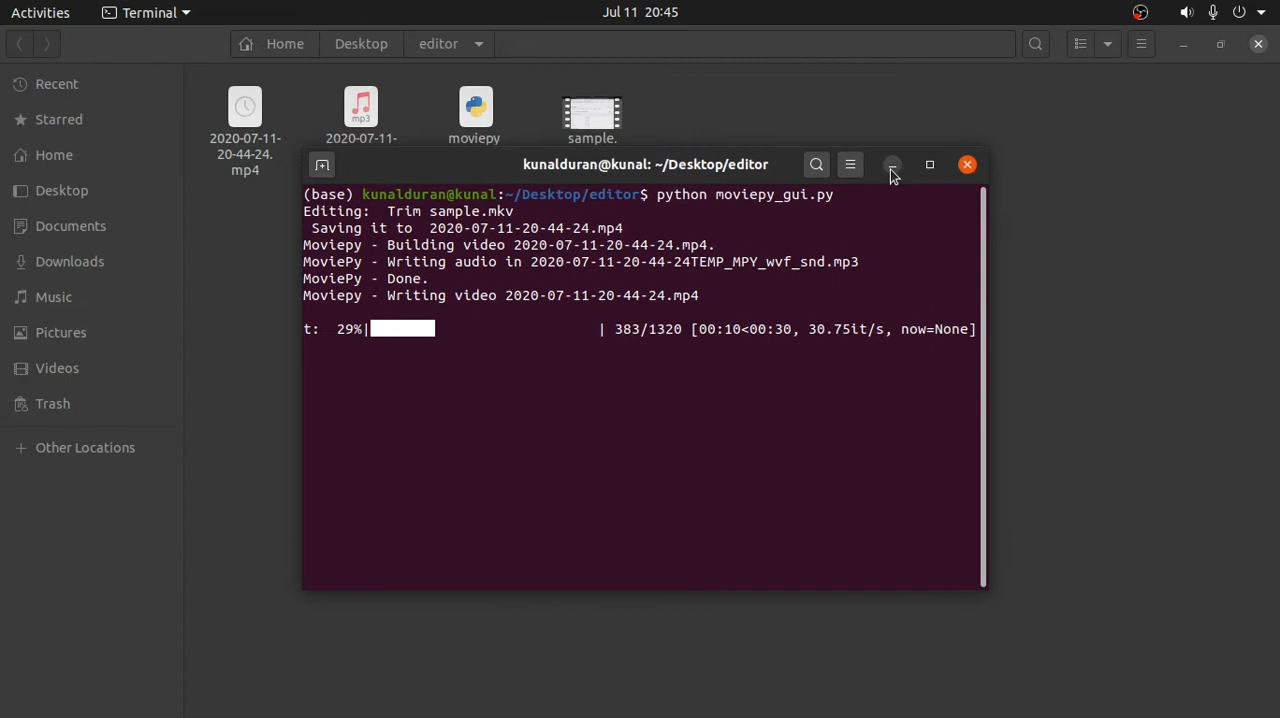 Activities
Terminal
Jul 11 20:45
Home
Desktop
editor
Recent
Starred
Home
Desktop
Documents
Downloads
Music
Pictures
Videos
Trash
Other Locations
2020-07-11-
20-44-24.
mp4
mp3
2020-07-11-
moviepy
sample.
kunalduran@kunal: ~/Desktop/editor
(base) kunalduran@kunal:~/Desktop/editor$ python moviepy_gui.py
Editing:  Trim sample.mkv
 Saving it to  2020-07-11-20-44-24.mp4
Moviepy - Building video 2020-07-11-20-44-24.mp4.
MoviePy - Writing audio in 2020-07-11-20-44-24TEMP_MPY_wvf_snd.mp3
MoviePy - Done.
Moviepy - Writing video 2020-07-11-20-44-24.mp4
t:  29%|                    | 383/1320 [00:10<00:30, 30.75it/s, now=None]